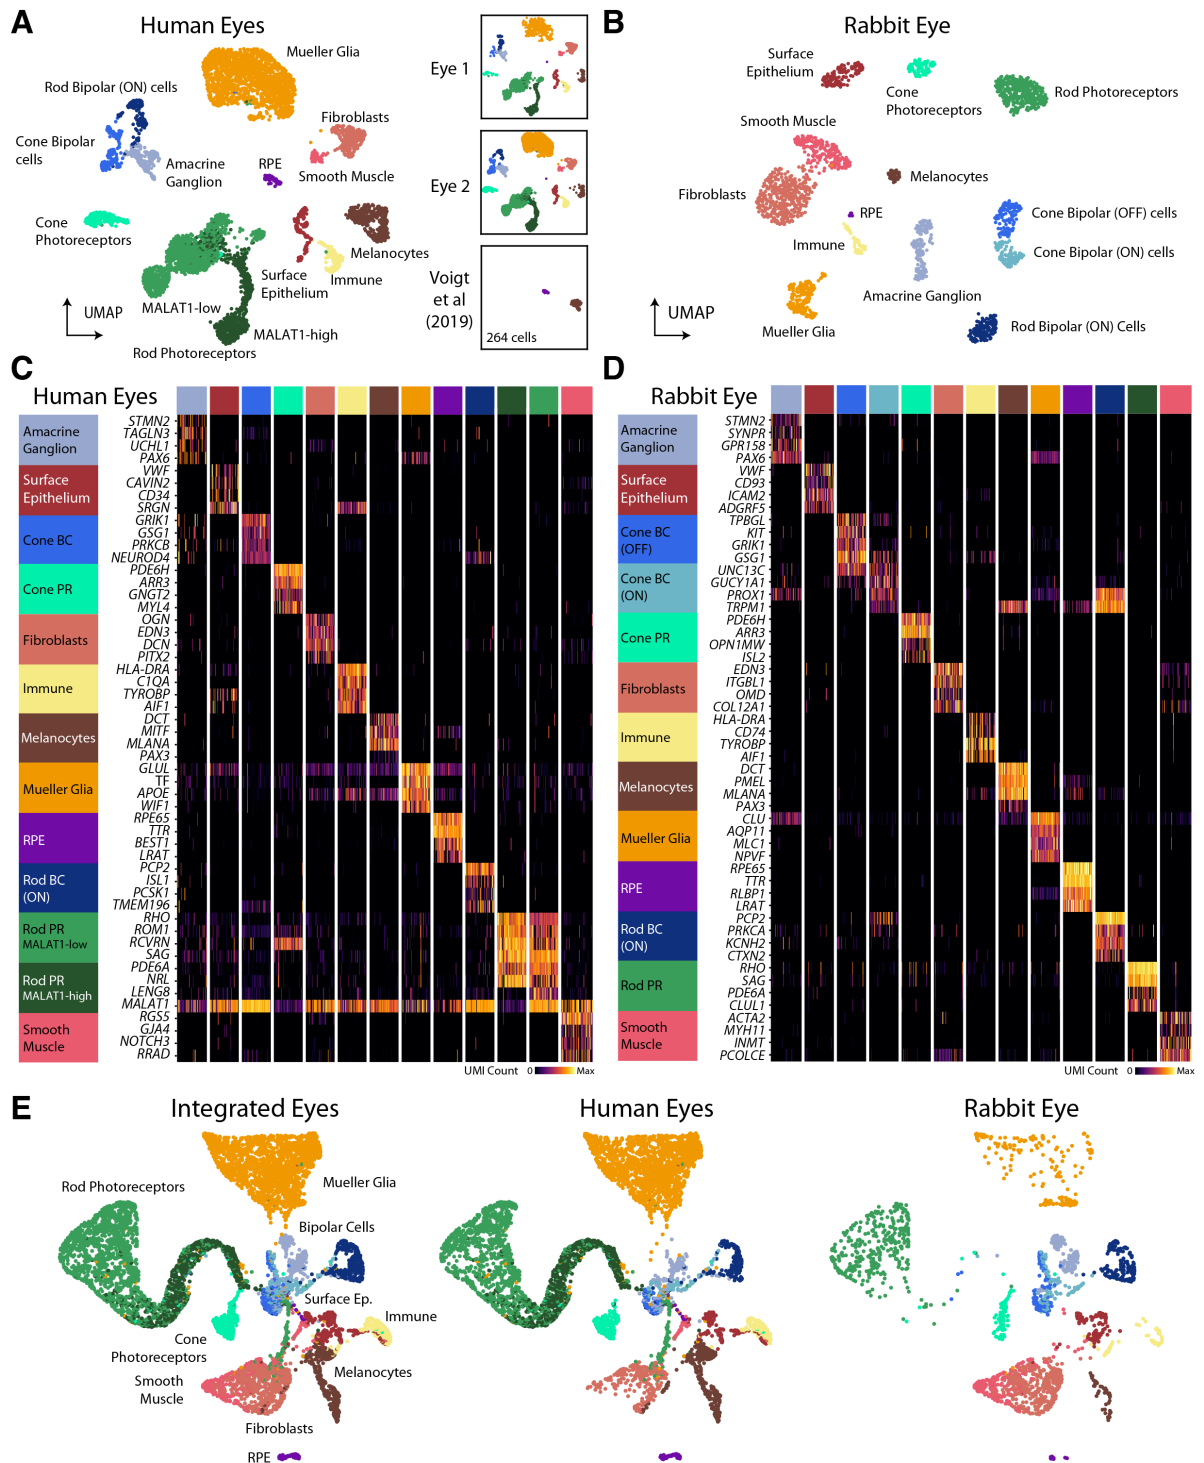 A
Human Eyes
Mueller Glia
Rod Bipolar (ON) cells
Fibroblasts
Cone Bipolar
cells
Amacrine
Ganglion
RPE
Smooth Muscle
Cone
Photoreceptors
Melanocytes
Surface
Epithelium
Immune
MALAT1-low
MALAT1-high
Rod Photoreceptors
UMAP
Eye 1
Eye 2
Voigt
et al
(2019)
264 cells
B
Rabbit Eye
Surface
Epithelium
Cone
Photoreceptors
Rod Photoreceptors
Smooth Muscle
Melanocytes
Fibroblasts
RPE
Immune
Cone Bipolar (OFF) cells
Cone Bipolar (ON) cells
Amacrine Ganglion
Mueller Glia
Rod Bipolar (ON) Cells
UMAP
C
Human Eyes
Amacrine
Ganglion
Surface
Epithelium
Cone BC
Cone PR
Fibroblasts
Immune
Melanocytes
Mueller Glia
RPE
Rod BC
(ON)
Rod PR
MALAT1-low
Rod PR
MALAT1-high
Smooth
Muscle
STMN2
TAGLN3
UCHL1
PAX6
VWF
CAVIN2
CD34
SRGN
GRIK1
GSG1
PRKCB
NEUROD4
PDE6H
ARR3
GNGT2
MYL4
OGN
EDN3
DCN
PITX2
HLA-DRA
C1QA
TYROBP
AIF1
DCT
MITF
MLANA
PAX3
GLUL
TF
APOE
WIF1
RPE65
TTR
BEST1
LRAT
PCP2
ISL1
PCSK1
TMEM196
RHO
ROM1
RCVRN
SAG
PDE6A
NRL
LENG8
MALAT1
RGS5
GJA4
NOTCH3
RRAD
UMI Count 0 Max
D
Rabbit Eye
Amacrine
Ganglion
Surface
Epithelium
Cone BC
(OFF)
Cone BC
(ON)
Cone PR
Fibroblasts
Immune
Melanocytes
Mueller Glia
RPE
Rod BC
(ON)
Rod PR
Smooth
Muscle
STMN2
SYNPR
GPR158
PAX6
VWF
CD93
ICAM2
ADGRF5
TPBGL
KIT
GRIK1
GSG1
UNC13C
GUCY1A1
PROX1
TRPM1
PDE6H
ARR3
OPN1MW
ISL2
EDN3
ITGBL1
OMD
COL12A1
HLA-DRA
CD74
TYROBP
AIF1
DCT
PMEL
MLANA
PAX3
CLU
AQP11
MLC1
NPVF
RPE65
TTR
RLBP1
LRAT
PCP2
PRKCA
KCNH2
CTXN2
RHO
SAG
PDE6A
CLUL1
ACTA2
MYH11
INMT
PCOLCE
UMI Count 0 Max
E
Integrated Eyes
Human Eyes
Rabbit Eye
Mueller Glia
Rod Photoreceptors
Bipolar Cells
Surface Ep.
Immune
Cone
Photoreceptors
Melanocytes
Smooth
Muscle
Fibroblasts
RPE